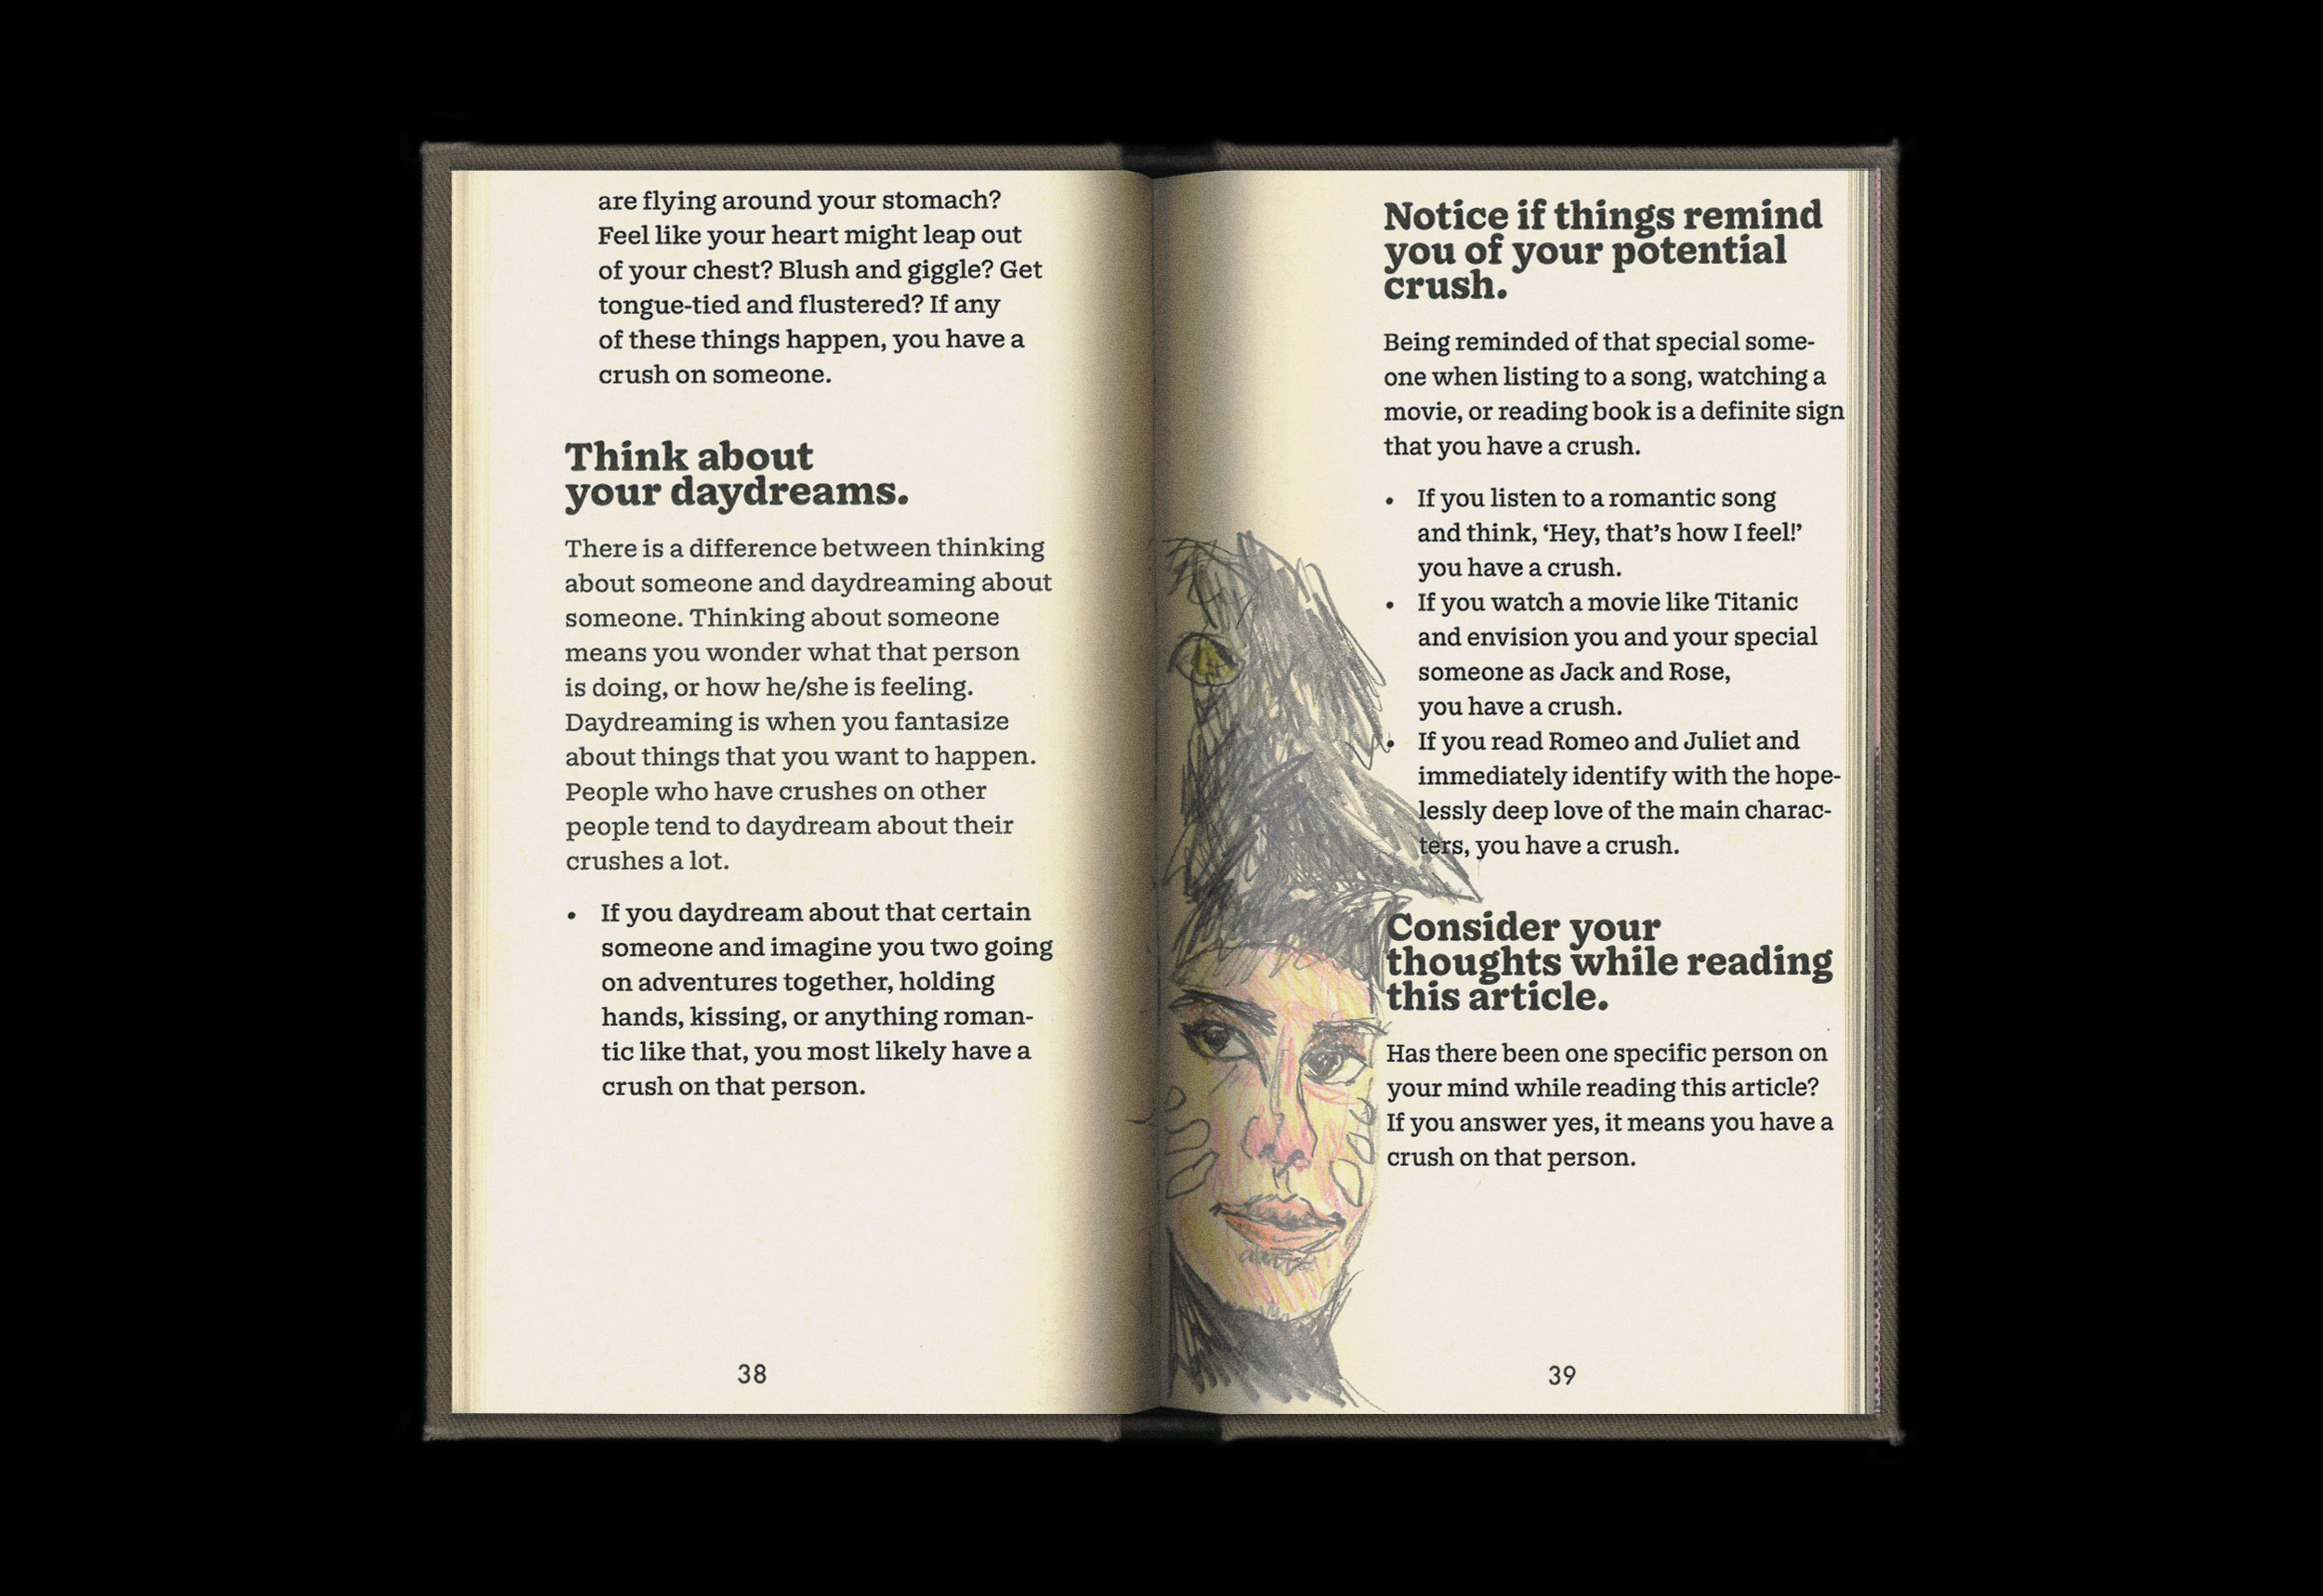 are flying around your stomach?
Feel like your heart might leap out
of your chest? Blush and giggle? Get
tongue-tied and flustered? If any
of these things happen, you have a
crush on someone.
Think about
your daydreams.
There is a difference between thinking
about someone and daydreaming about
someone. Thinking about someone
means you wonder what that person
is doing, or how he/she is feeling.
Daydreaming is when you fantasize
about things that you want to happen.
People who have crushes on other
people tend to daydream about their
crushes a lot.
• If you daydream about that certain
someone and imagine you two going
on adventures together, holding
hands, kissing, or anything roman-
tic like that, you most likely have a
crush on that person.
38
Notice if things remind
you of your potential
crush.
Being reminded of that special some-
one when listing to a song, watching a
movie, or reading book is a definite sign
that you have a crush.
• If you listen to a romantic song
and think, ‘Hey, that’s how I feel!’
you have a crush.
• If you watch a movie like Titanic
and envision you and your special
someone as Jack and Rose,
you have a crush.
• If you read Romeo and Juliet and
immediately identify with the hope-
lessly deep love of the main charac-
ters, you have a crush.
Consider your
thoughts while reading
this article.
Has there been one specific person on
your mind while reading this article?
If you answer yes, it means you have a
crush on that person.
39